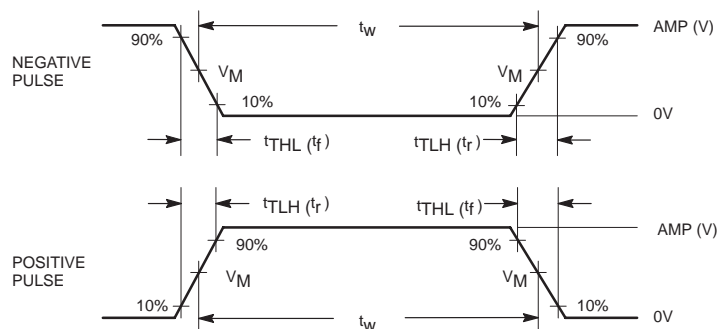 tW
AMP (V)
90%
90%
NEGATIVE
PULSE
VM
VM
10%
10%
0V
tTHL (tf)
tTLH (tr)
tTLH (tr)
tTHL (tf)
AMP (V)
90%
90%
POSITIVE
PULSE
VM
VM
10%
10%
tW
0V